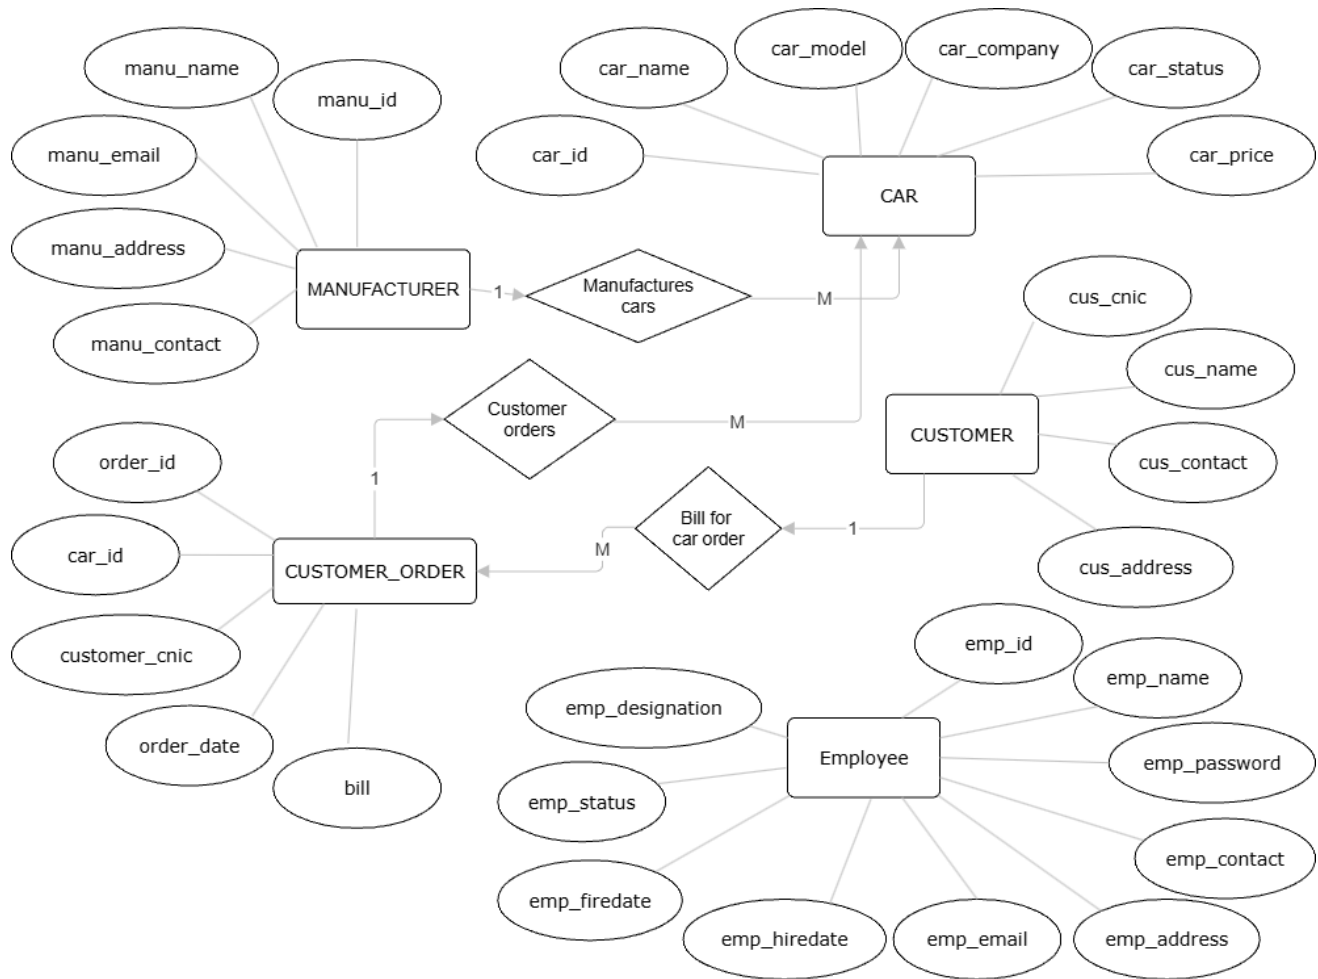 manu_name
manu_id
manu_email
manu_address
manu_contact
MANUFACTURER
1
Manufactures
cars
M
car_id
car_name
car_model
car_company
car_status
car_price
CAR
Customer
orders
M
1
cus_cnic
cus_name
cus_contact
cus_address
CUSTOMER
1
Bill for
car order
M
order_id
car_id
customer_cnic
order_date
bill
CUSTOMER_ORDER
emp_id
emp_name
emp_password
emp_contact
emp_address
emp_email
emp_hiredate
emp_firedate
emp_status
emp_designation
Employee